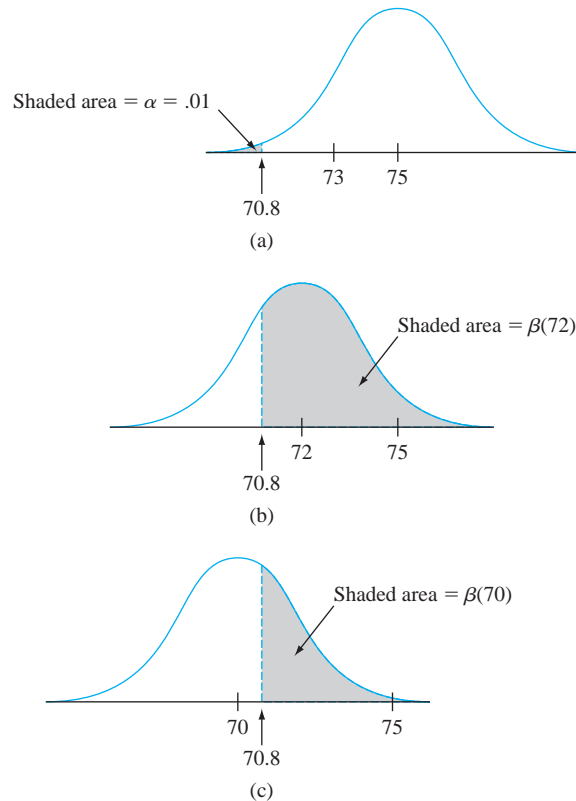 Shaded area = α = .01
73 75
70.8
(a)
Shaded area = β(72)
72 75
70.8
(b)
Shaded area = β(70)
70 75
70.8
(c)